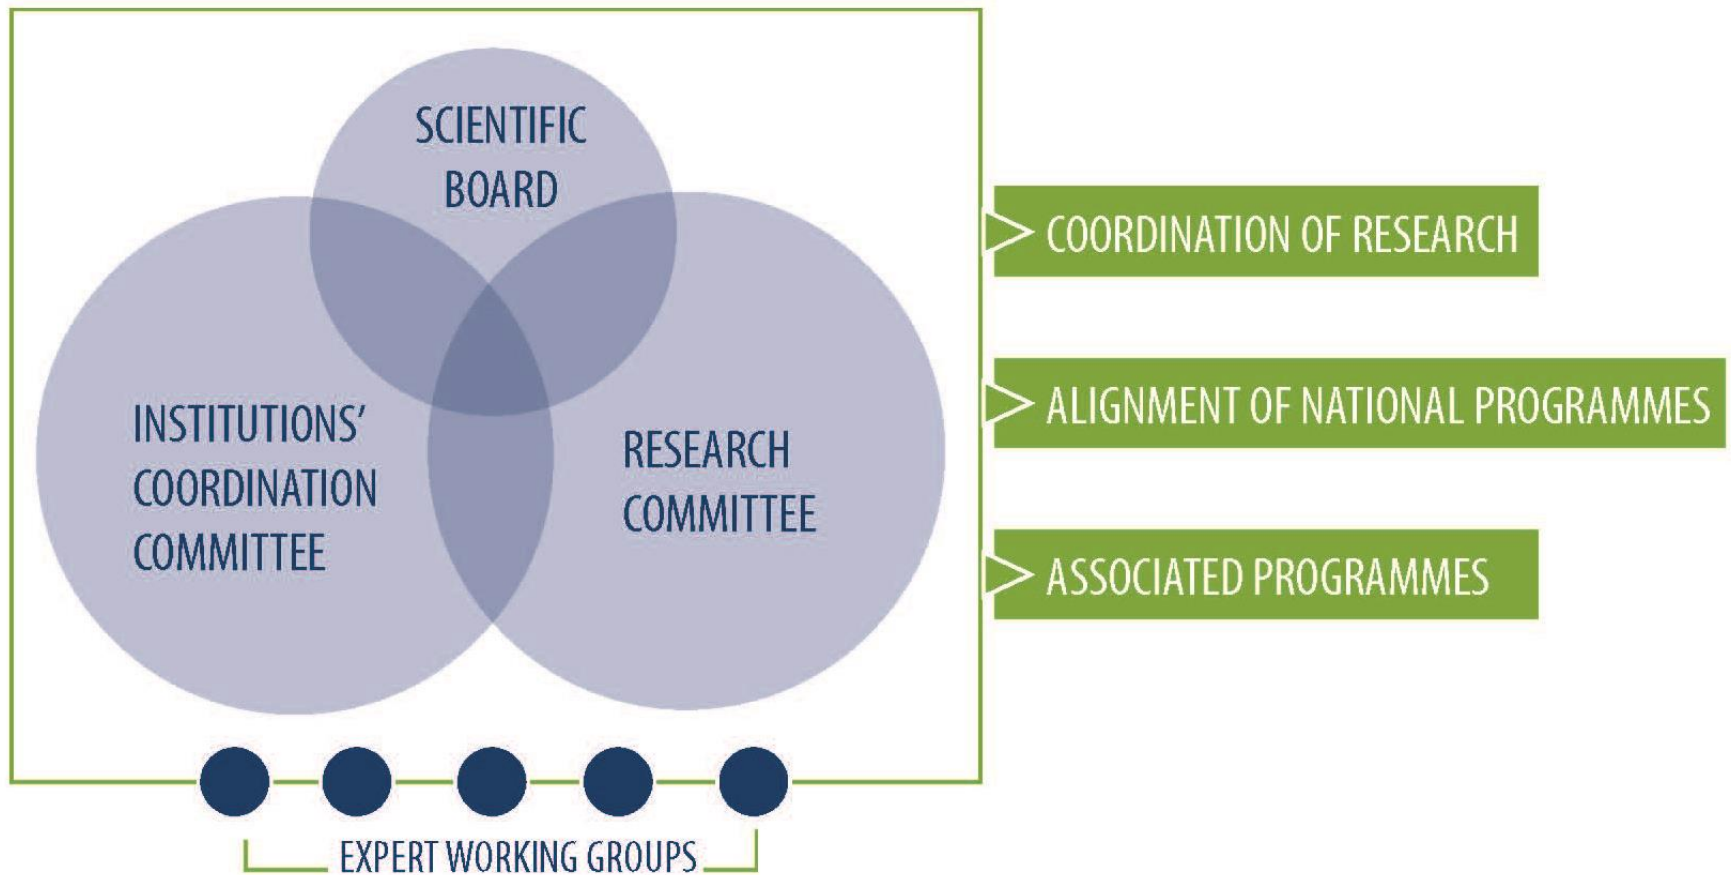 SCIENTIFIC
BOARD
INSTITUTIONS’
COORDINATION
COMMITTEE
RESEARCH
COMMITTEE
COORDINATION OF RESEARCH
ALIGNMENT OF NATIONAL PROGRAMMES
ASSOCIATED PROGRAMMES
EXPERT WORKING GROUPS